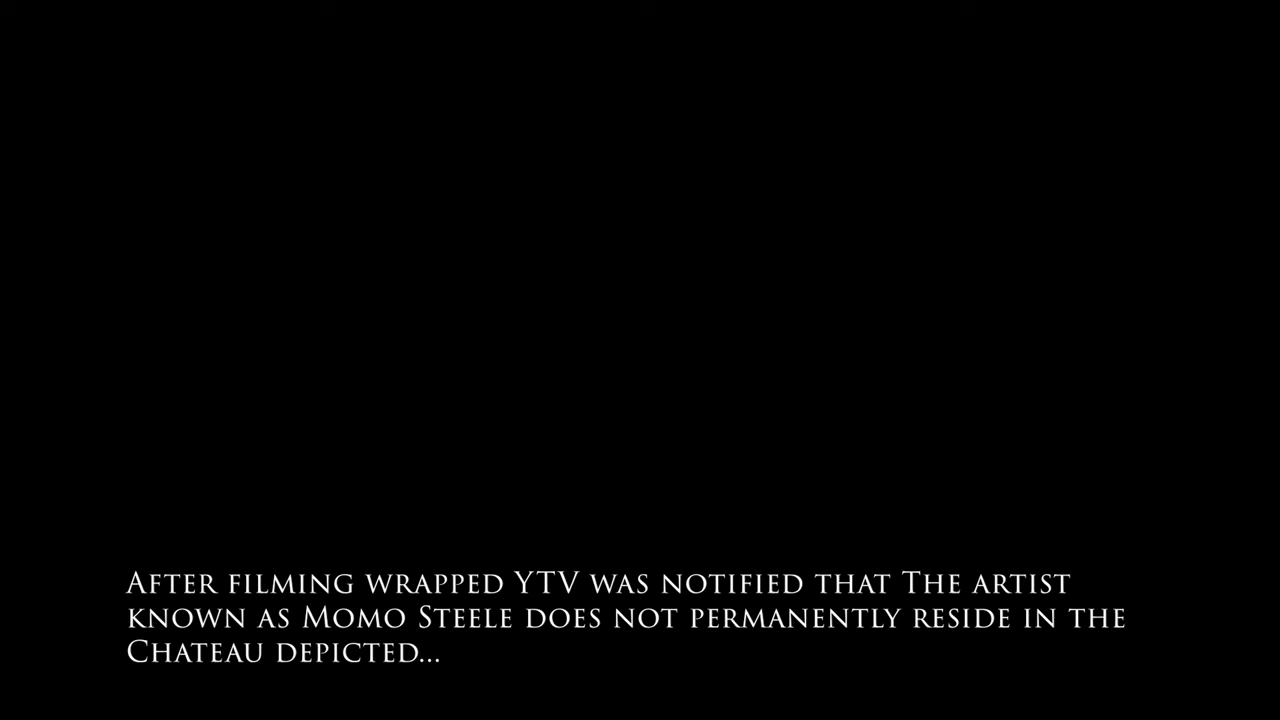 After filming wrapped YTV was notified that The artist
known as Momo Steele does not permanently reside in the
Chateau depicted...